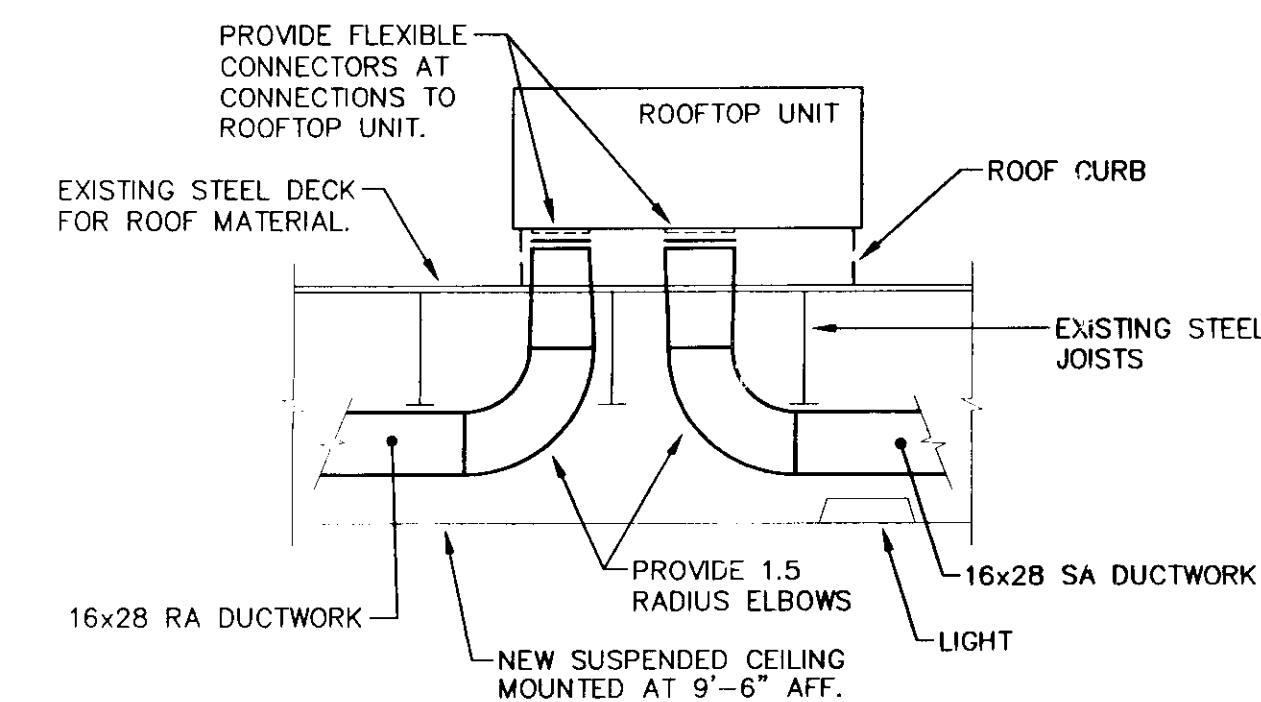 PROVIDE FLEXIBLE
CONNECTORS AT
CONNECTIONS TO
ROOFTOP UNIT.
ROOFTOP UNIT
ROOF CURB
EXISTING STEEL DECK
FOR ROOF MATERIAL.
EXISTING STEEL
JOISTS
16x28 RA DUCTWORK
PROVIDE 1.5
RADIUS ELBOWS
16x28 SA DUCTWORK
LIGHT
NEW SUSPENDED CEILING
MOUNTED AT 9'-6" AFF.